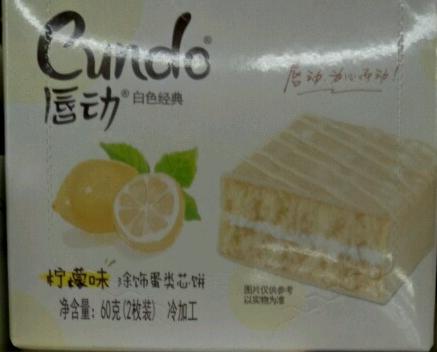 Cundo®
唇动®白色经典
唇动,为心而动!
柠檬味 涂饰蛋类芯饼
净含量: 60克(2枚装) 冷加工
图片仅供参考
以实物为准